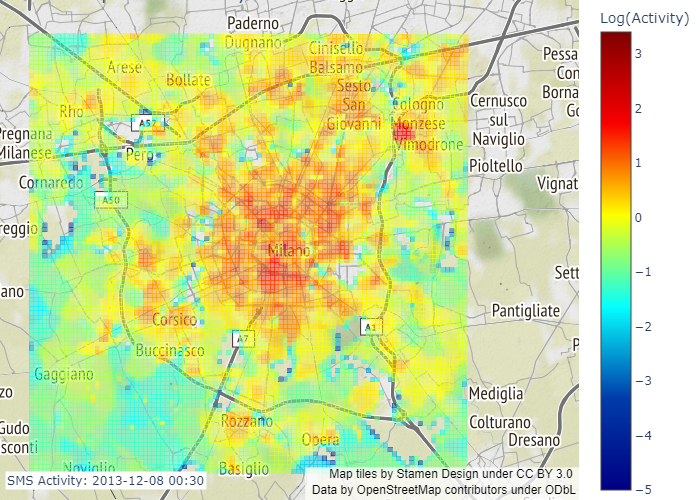 Log(Activity)
Paderno
Dugnano
Cinisello
Balsamo
Arese
Bollate
Sesto
San
Giovanni
Cologno
Monzese
Vimodrone
Pessa
Con
Borna
Go
Cernusco
sul
Naviglio
Pioltello
Vignat
Rho
A52
Pero
Pregnana
Milanese
Cornaredo
A50
reggio
ano
Milano
Corsico
A7
A1
Buccinasco
Gaggiano
Sett
Pantigliate
P
zo
Gudo
sconti
Rozzano
Opera
Basiglio
Noviglio
Mediglia
Colturano
Dresano
3
2
1
0
−1
−2
−3
−4
−5
SMS Activity: 2013-12-08 00:30
Map tiles by Stamen Design under CC BY 3.0
Data by OpenStreetMap contributors under ODbL